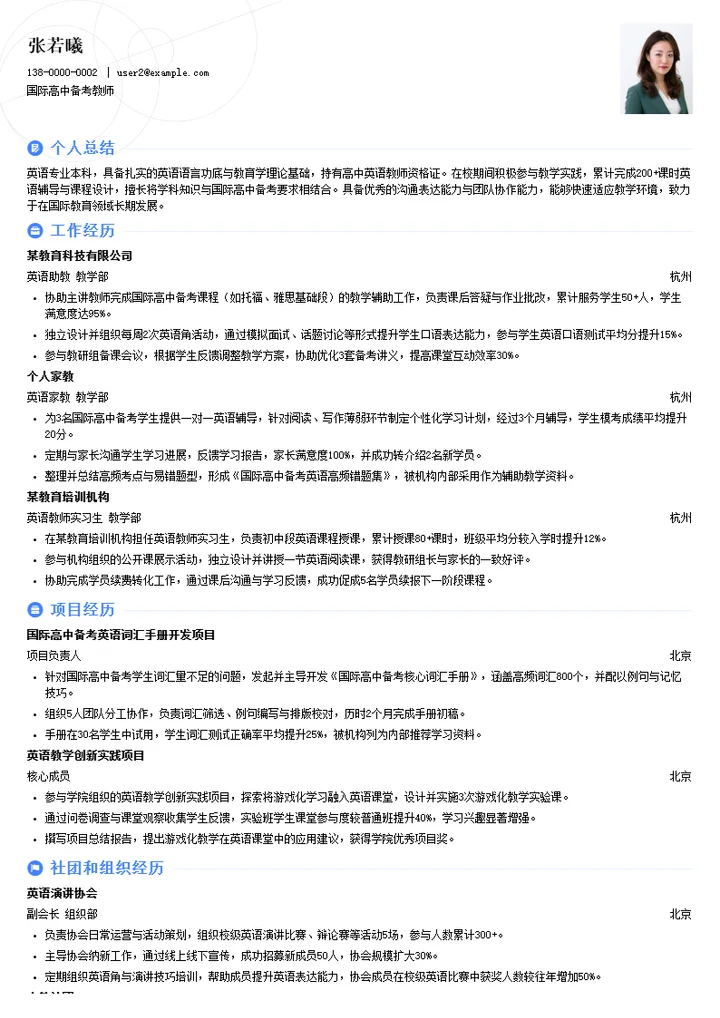 张若曦
138-0000-0002 | user2@example.com
国际高中备考教师
个人总结
英语专业本科，具备扎实的英语语言功底与教育学理论基础，持有高中英语教师资格证。在校期间积极参与教学实践，累计完成200+课时英
语辅导与课程设计，擅长将学科知识与国际高中备考要求相结合。具备优秀的沟通表达能力与团队协作能力，能够快速适应教学环境，致力
于在国际教育领域长期发展。
工作经历
某教育科技有限公司
英语助教 教学部 杭州
• 协助主讲教师完成国际高中备考课程（如托福、雅思基础段）的教学辅助工作，负责课后答疑与作业批改，累计服务学生50+人，学生
满意度达95%。
• 独立设计并组织每周2次英语角活动，通过模拟面试、话题讨论等形式提升学生口语表达能力，参与学生英语口语测试平均分提升15%。
• 参与教研组备课会议，根据学生反馈调整教学方案，协助优化3套备考讲义，提高课堂互动效率30%。
个人家教
英语家教 教学部 杭州
• 为3名国际高中备考学生提供一对一英语辅导，针对阅读、写作薄弱环节制定个性化学习计划，经过3个月辅导，学生模考成绩平均提升
20分。
• 定期与家长沟通学生学习进展，反馈学习报告，家长满意度100%，并成功转介绍2名新学员。
• 整理并总结高频考点与易错题型，形成《国际高中备考英语高频错题集》，被机构内部采用作为辅助教学资料。
某教育培训机构
英语教师实习生 教学部 杭州
• 在某教育培训机构担任英语教师实习生，负责初中段英语课程授课，累计授课80+课时，班级平均分较入学时提升12%。
• 参与机构组织的公开课展示活动，独立设计并讲授一节英语阅读课，获得教研组长与家长的一致好评。
• 协助完成学员续费转化工作，通过课后沟通与学习反馈，成功促成5名学员续报下一阶段课程。
项目经历
国际高中备考英语词汇手册开发项目
项目负责人 北京
• 针对国际高中备考学生词汇量不足的问题，发起并主导开发《国际高中备考核心词汇手册》，涵盖高频词汇800个，并配以例句与记忆
技巧。
• 组织5人团队分工协作，负责词汇筛选、例句编写与排版校对，历时2个月完成手册初稿。
• 手册在30名学生中试用，学生词汇测试正确率平均提升25%，被机构列为内部推荐学习资料。
英语教学创新实践项目
核心成员 北京
• 参与学院组织的英语教学创新实践项目，探索将游戏化学习融入英语课堂，设计并实施3次游戏化教学实验课。
• 通过问卷调查与课堂观察收集学生反馈，实验班学生课堂参与度较普通班提升40%，学习兴趣显著增强。
• 撰写项目总结报告，提出游戏化教学在英语课堂中的应用建议，获得学院优秀项目奖。
社团和组织经历
英语演讲协会
副会长 组织部 北京
• 负责协会日常运营与活动策划，组织校级英语演讲比赛、辩论赛等活动5场，参与人数累计300+。
• 主导协会纳新工作，通过线上线下宣传，成功招募新成员50人，协会规模扩大30%。
• 定期组织英语角与演讲技巧培训，帮助成员提升英语表达能力，协会成员在校级英语比赛中获奖人数较往年增加50%。